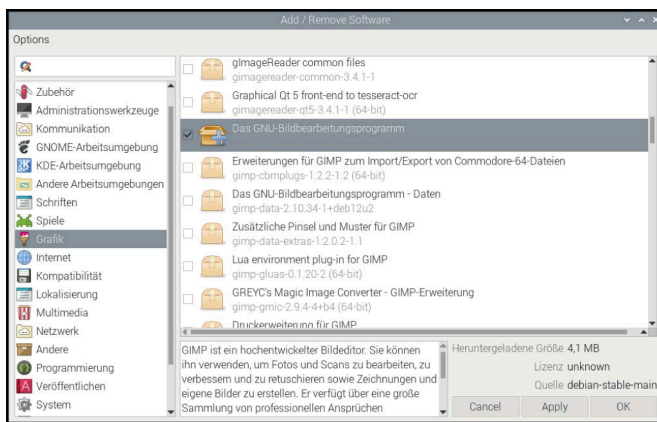 Add / Remove Software
Options
Zubehör
Administrationswerkzeuge
Kommunikation
GNOME-Arbeitsumgebung
KDE-Arbeitsumgebung
Andere Arbeitsumgebungen
Schriften
Spiele
Grafik
Internet
Kompatibilität
Lokalisierung
Multimedia
Netzwerk
Andere
Programmierung
Veröffentlichen
System
gImageReader common files
gimagereader-common-3.4.1-1
Graphical Qt 5 front-end to tesseract-ocr
gimagereader-qt5-3.4.1-1 (64-bit)
Das GNU-Bildbearbeitungsprogramm
Erweiterungen für GIMP zum Import/Export von Commodore-64-Dateien
gimp-cbmplugs-1.2.2-1.2 (64-bit)
Das GNU-Bildbearbeitungsprogramm - Daten
gimp-data-2.10.34-1+deb12u2
Zusätzliche Pinsel und Muster für GIMP
gimp-data-extras-1:2.0.2-1.1
Lua environment plug-in for GIMP
gimp-gluas-0.1.20-2 (64-bit)
GREYC's Magic Image Converter - GIMP-Erweiterung
gimp-gmic-2.9.4-4+b4 (64-bit)
Druckerweiterung für GIMP
GIMP ist ein hochentwickelter Bildeditor. Sie können
ihn verwenden, um Fotos und Scans zu bearbeiten, zu
verbessern und zu retuschieren sowie Zeichnungen und
eigene Bilder zu erstellen. Er verfügt über eine große
Sammlung von professionellen Ansprüchen
Heruntergeladene Größe 4,1 MB
Lizenz unknown
Quelle debian-stable-main
Cancel Apply OK